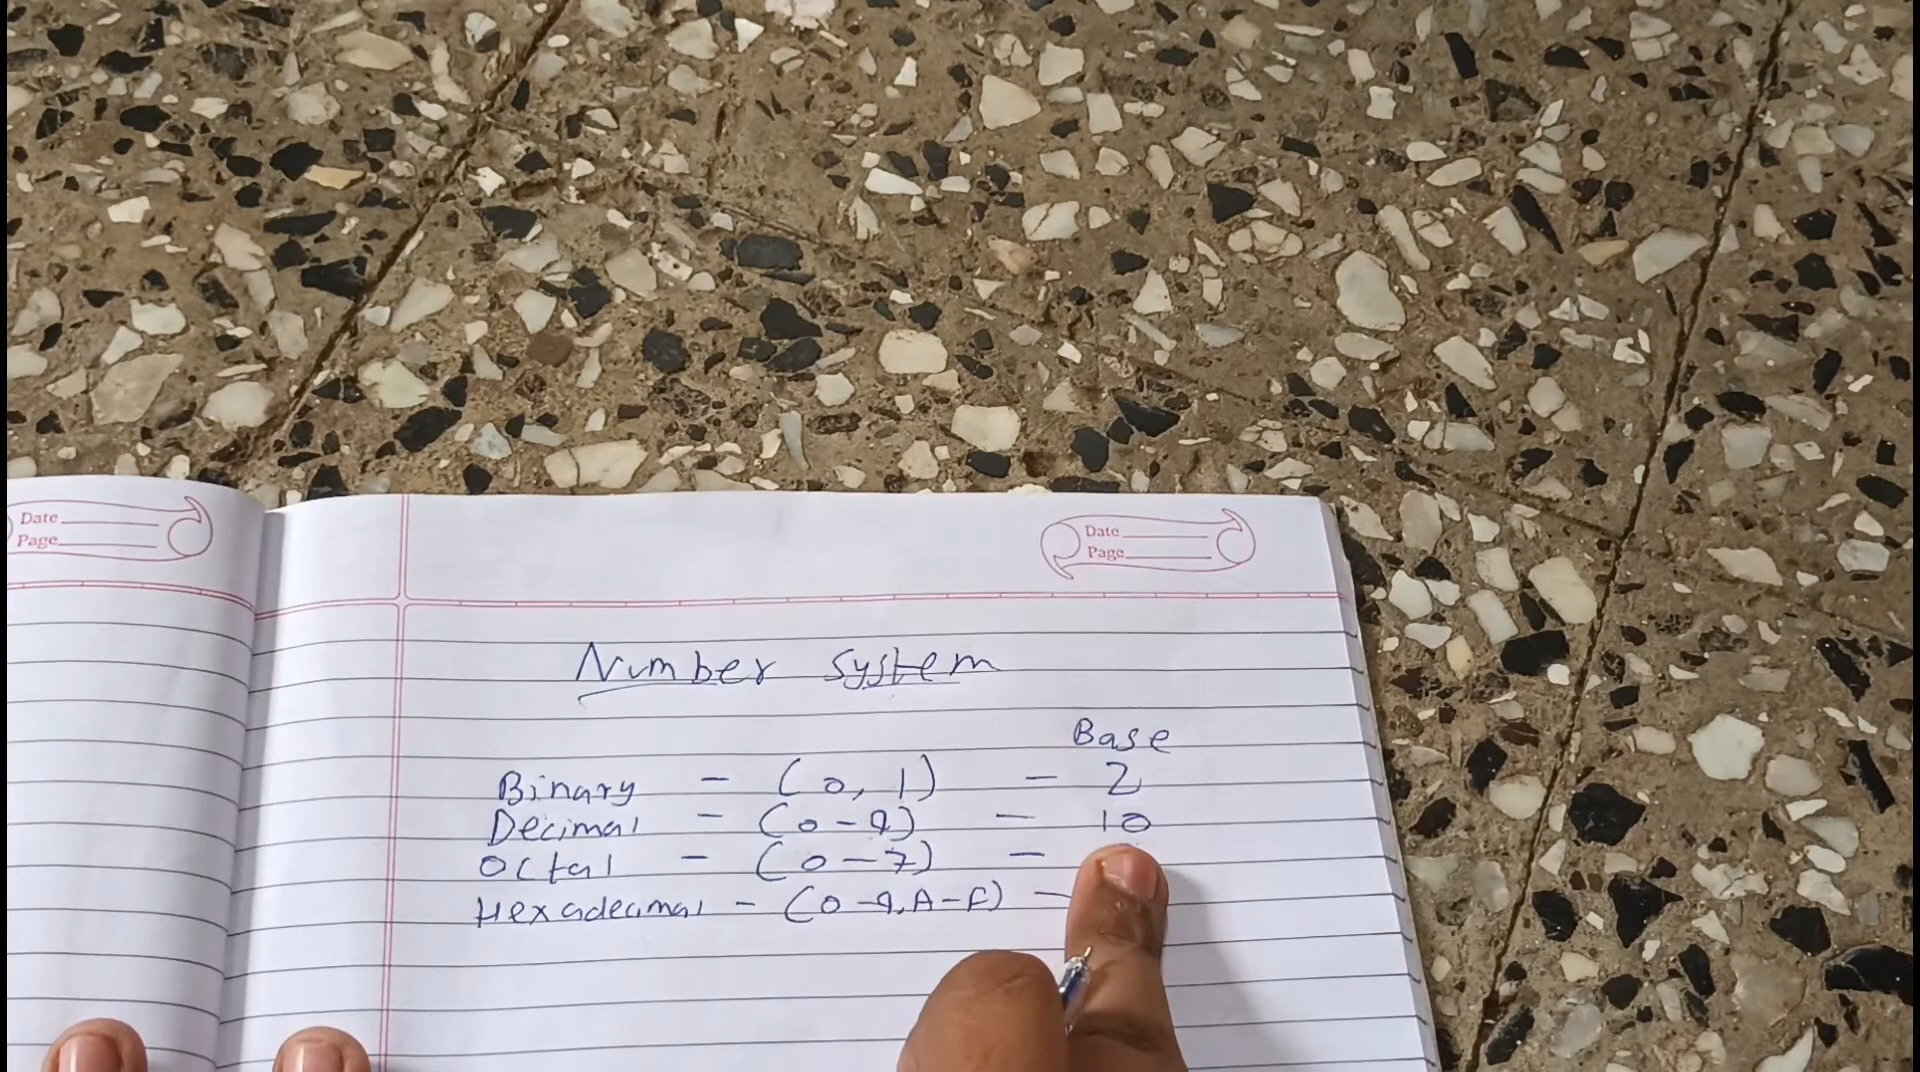 Date
Page
Date
Page
Number system
Base
Binary - (0, 1) - 2
Decimal - (0-9) - 10
Octal - (0-7) -
Hexadecimal - (0-9, A-F) -